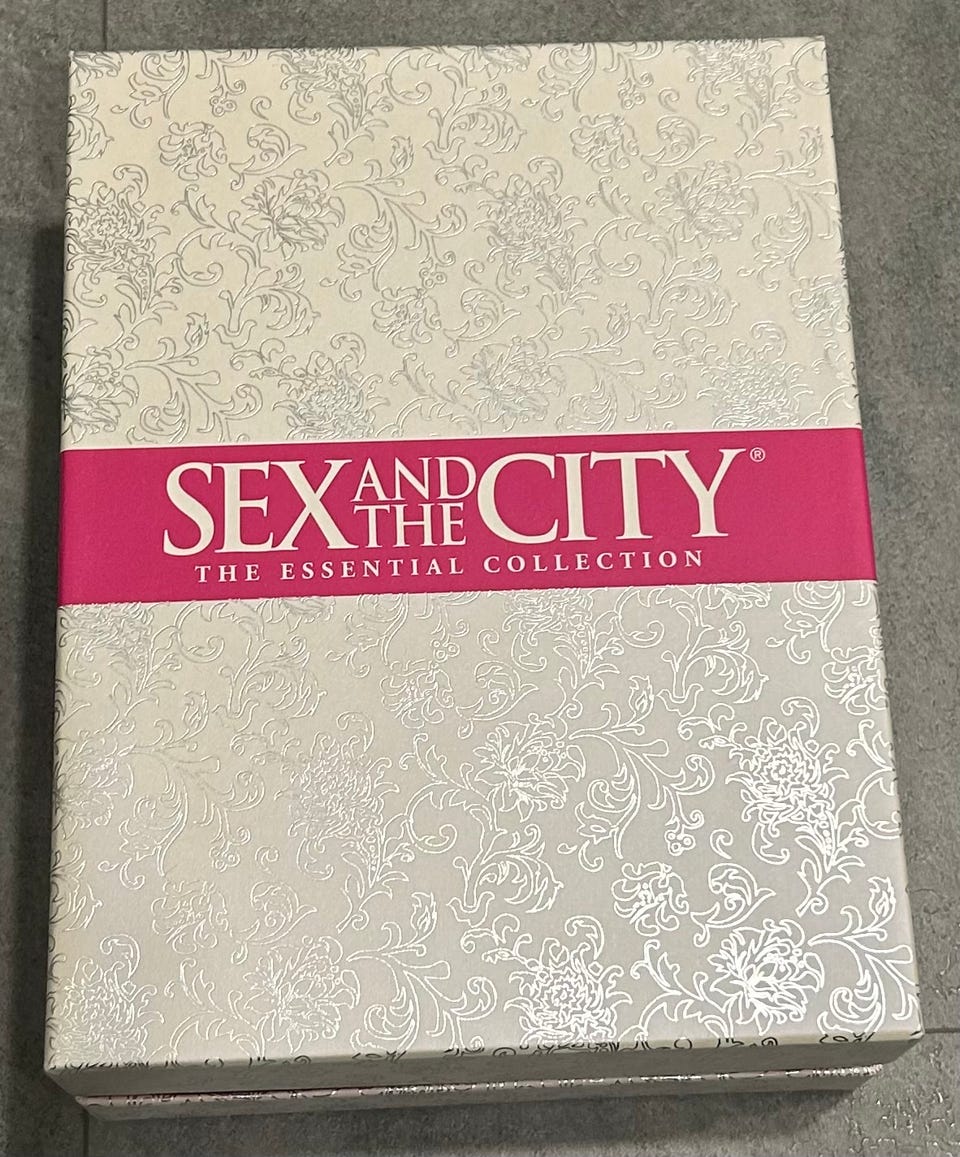 SEX AND THE CITY®
THE ESSENTIAL COLLECTION